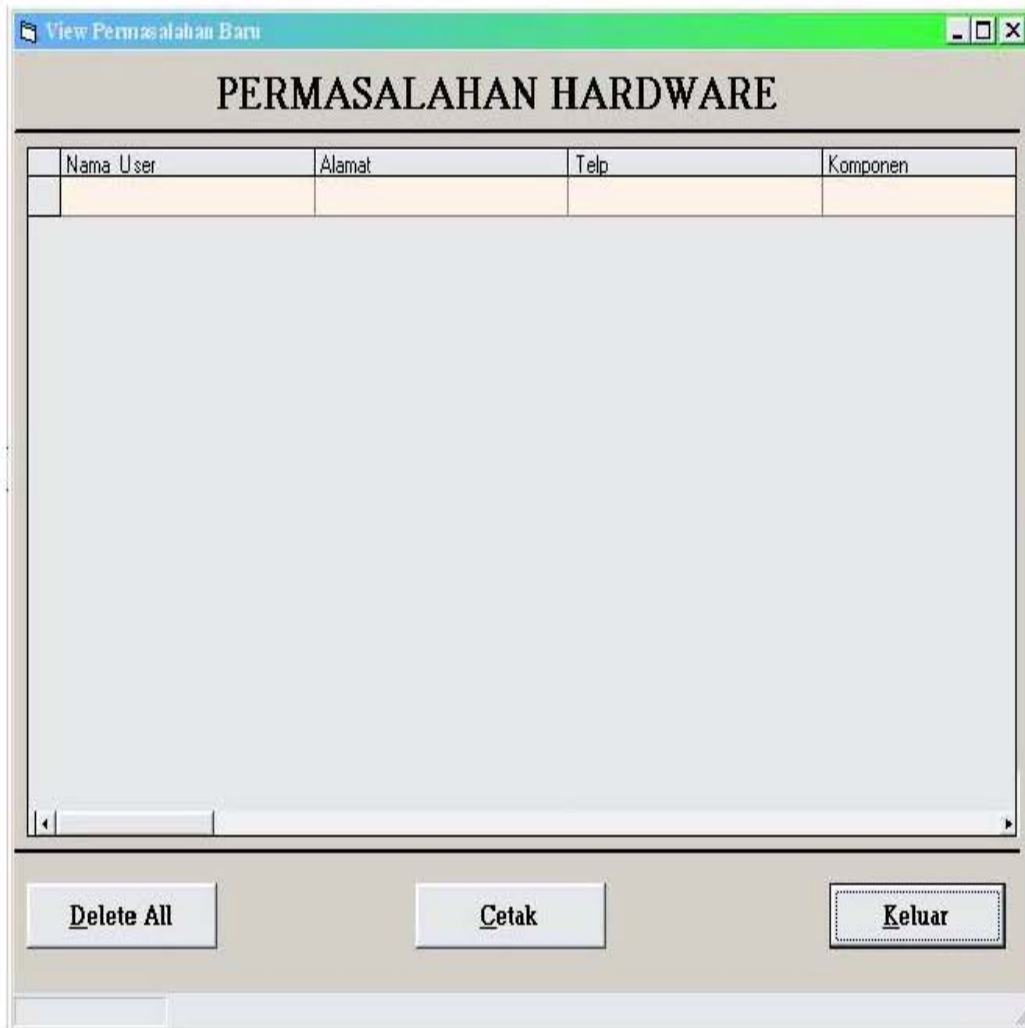 View Permasalahan Baru
PERMASALAHAN HARDWARE
Nama User Alamat Telp Komponen
Delete All Cetak Keluar